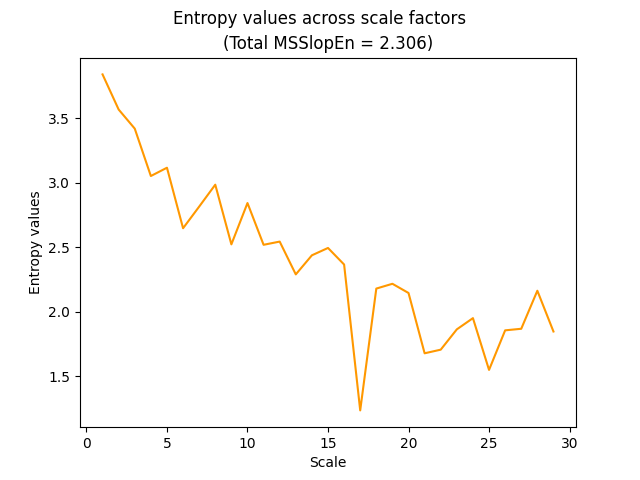 Entropy values across scale factors
(Total MSSlopEn = 2.306)
3.5
3.0
2.5
2.0
1.5
Entropy values
0 5 10 15 20 25 30
Scale